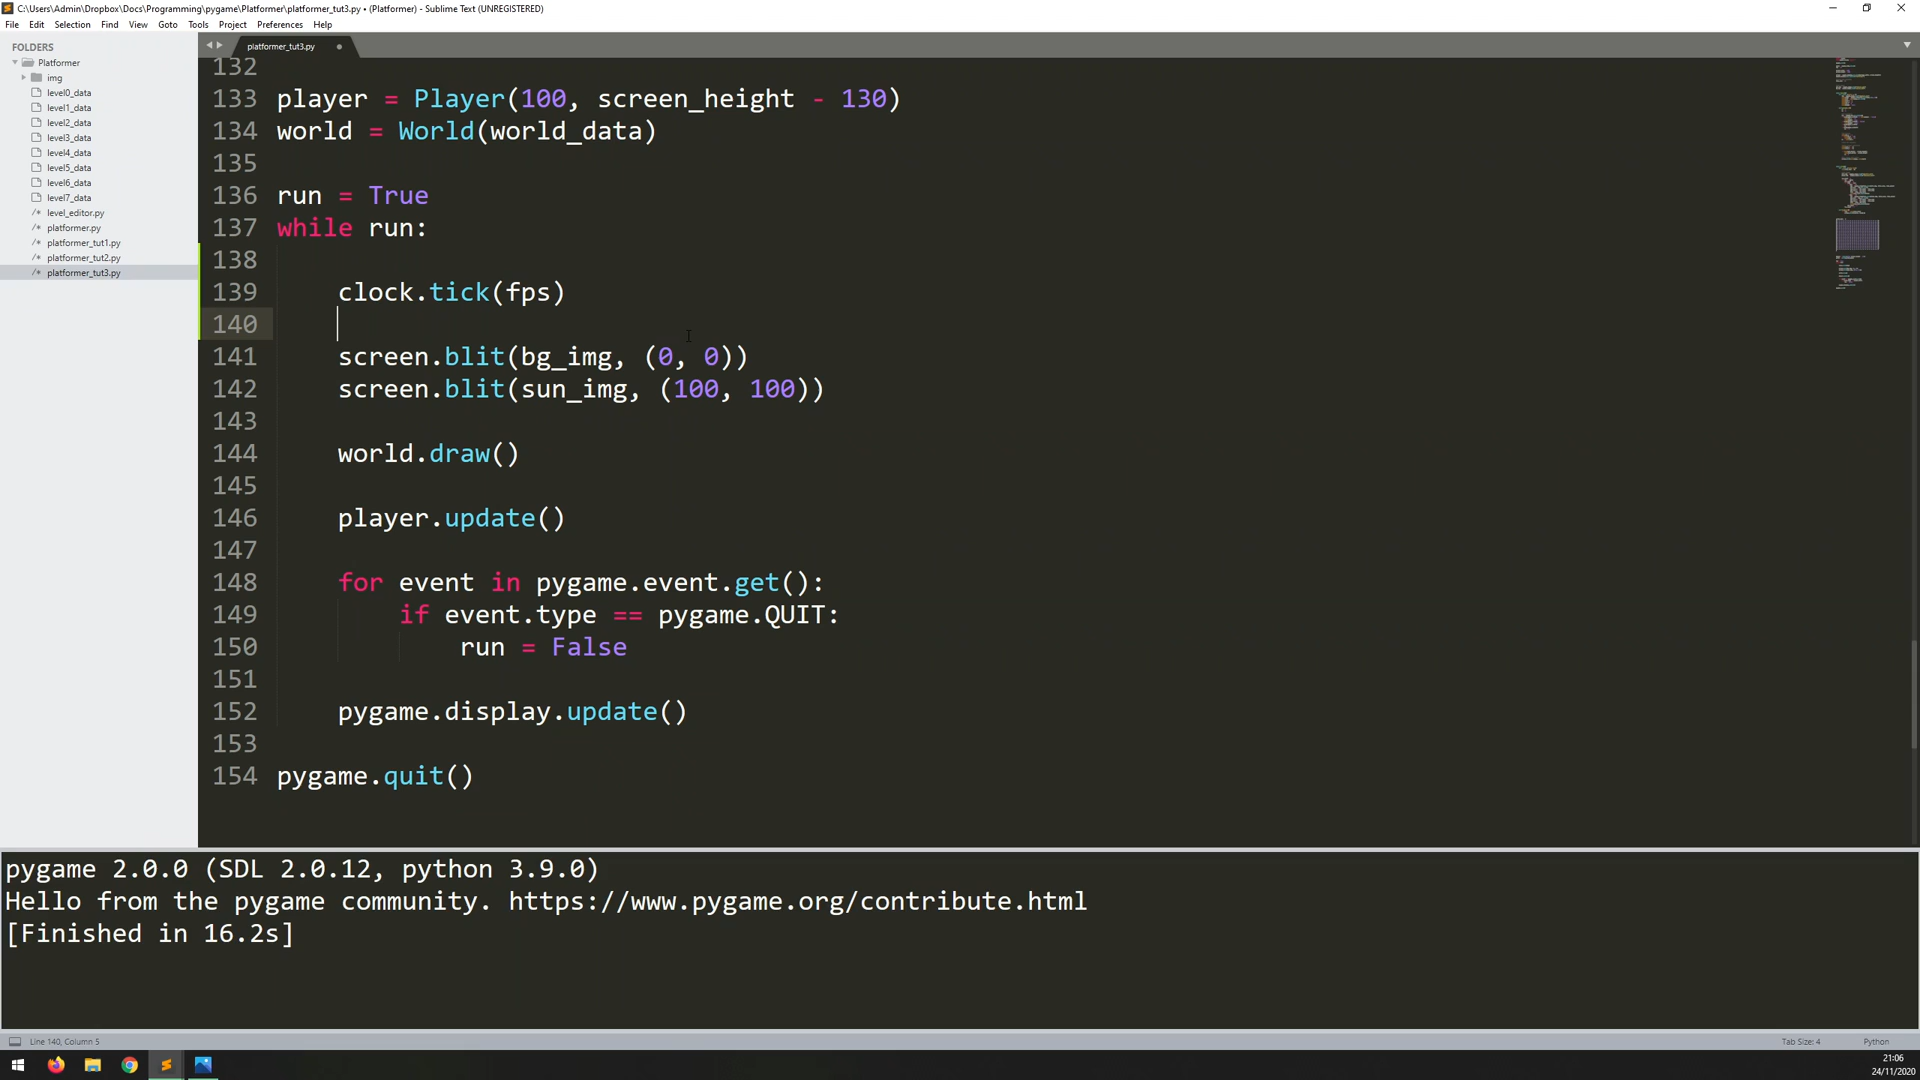 C:\Users\Admin\Dropbox\Docs\Programming\pygame\Platformer\platformer_tut3.py • (Platformer) - Sublime Text (UNREGISTERED)
File Edit Selection Find View Goto Tools Project Preferences Help
FOLDERS
Platformer
img
level0_data
level1_data
level2_data
level3_data
level4_data
level5_data
level6_data
level7_data
level_editor.py
platformer.py
platformer_tut1.py
platformer_tut2.py
platformer_tut3.py
platformer_tut3.py
132
133 player = Player(100, screen_height - 130)
134 world = World(world_data)
135
136 run = True
137 while run:
138
139     clock.tick(fps)
140
141     screen.blit(bg_img, (0, 0))
142     screen.blit(sun_img, (100, 100))
143
144     world.draw()
145
146     player.update()
147
148     for event in pygame.event.get():
149         if event.type == pygame.QUIT:
150             run = False
151
152     pygame.display.update()
153
154 pygame.quit()
pygame 2.0.0 (SDL 2.0.12, python 3.9.0)
Hello from the pygame community. https://www.pygame.org/contribute.html
[Finished in 16.2s]
Line 140, Column 5
Tab Size: 4
Python
21:06
24/11/2020